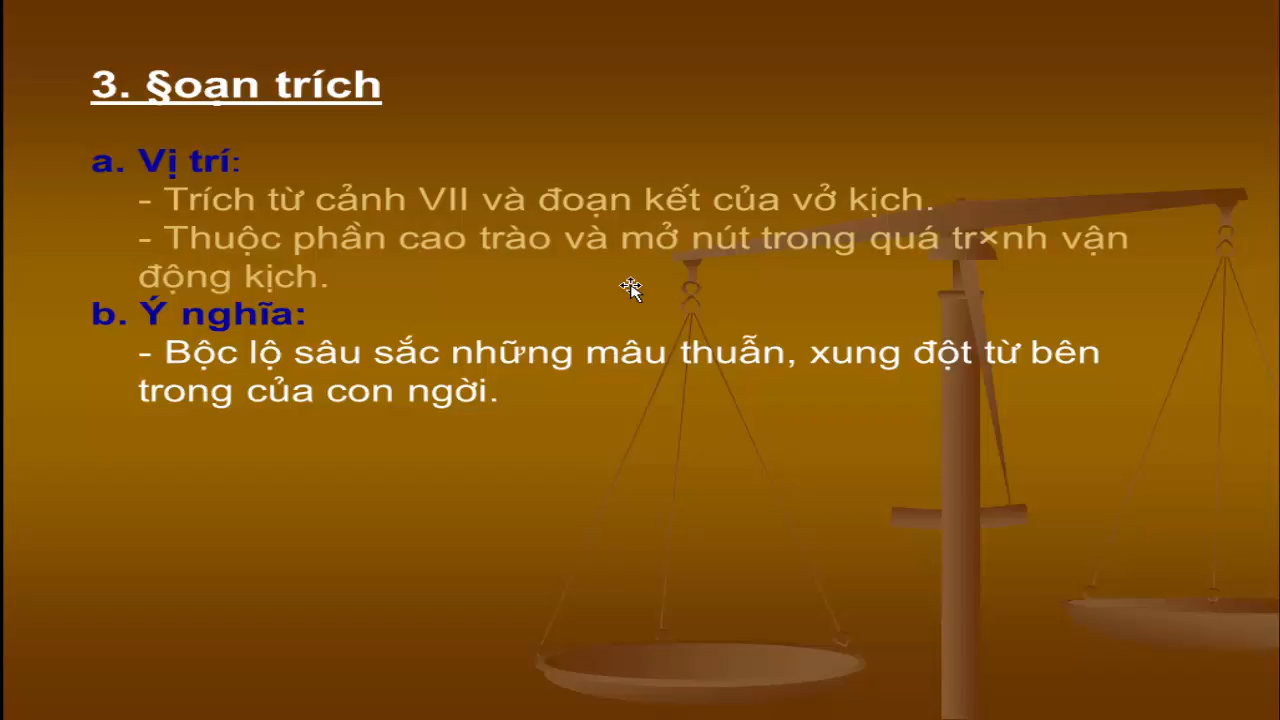 3. §oạn trích
a. Vị trí:
- Trích từ cảnh VII và đoạn kết của vở kịch.
- Thuộc phần cao trào và mở nút trong quá tr×nh vận
động kịch.
b. Ý nghĩa:
- Bộc lộ sâu sắc những mâu thuẫn, xung đột từ bên
trong của con ngời.